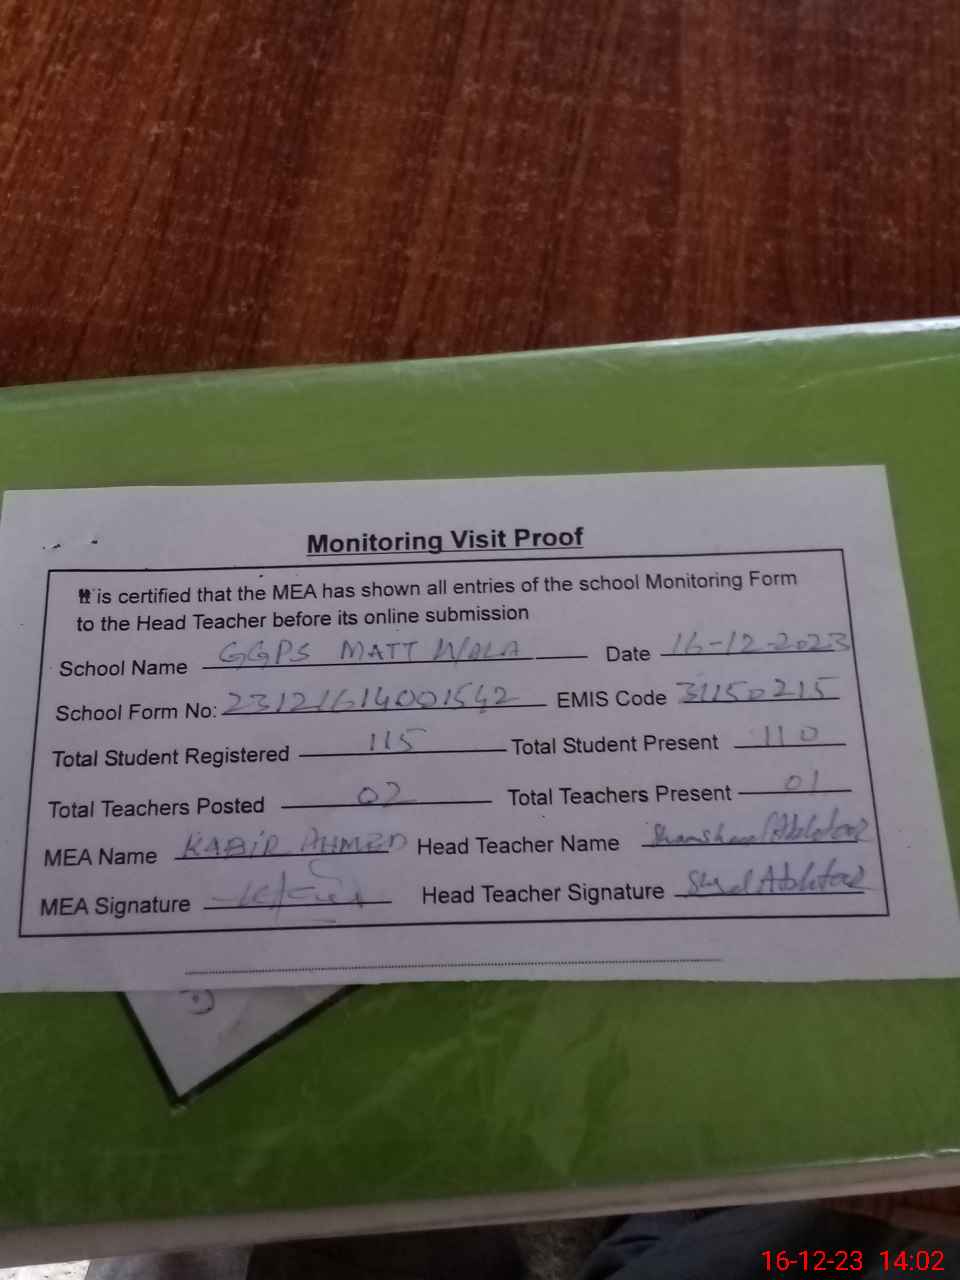 Monitoring Visit Proof
It is certified that the MEA has shown all entries of the school Monitoring Form
to the Head Teacher before its online submission
School Name GGPS MATT WALA Date 16-12-2023
School Form No: 23121614001542 EMIS Code 31150215
Total Student Registered 115 Total Student Present 110
Total Teachers Posted 02 Total Teachers Present 01
MEA Name KABIR AHMED Head Teacher Name
MEA Signature Head Teacher Signature
16-12-23 14:02